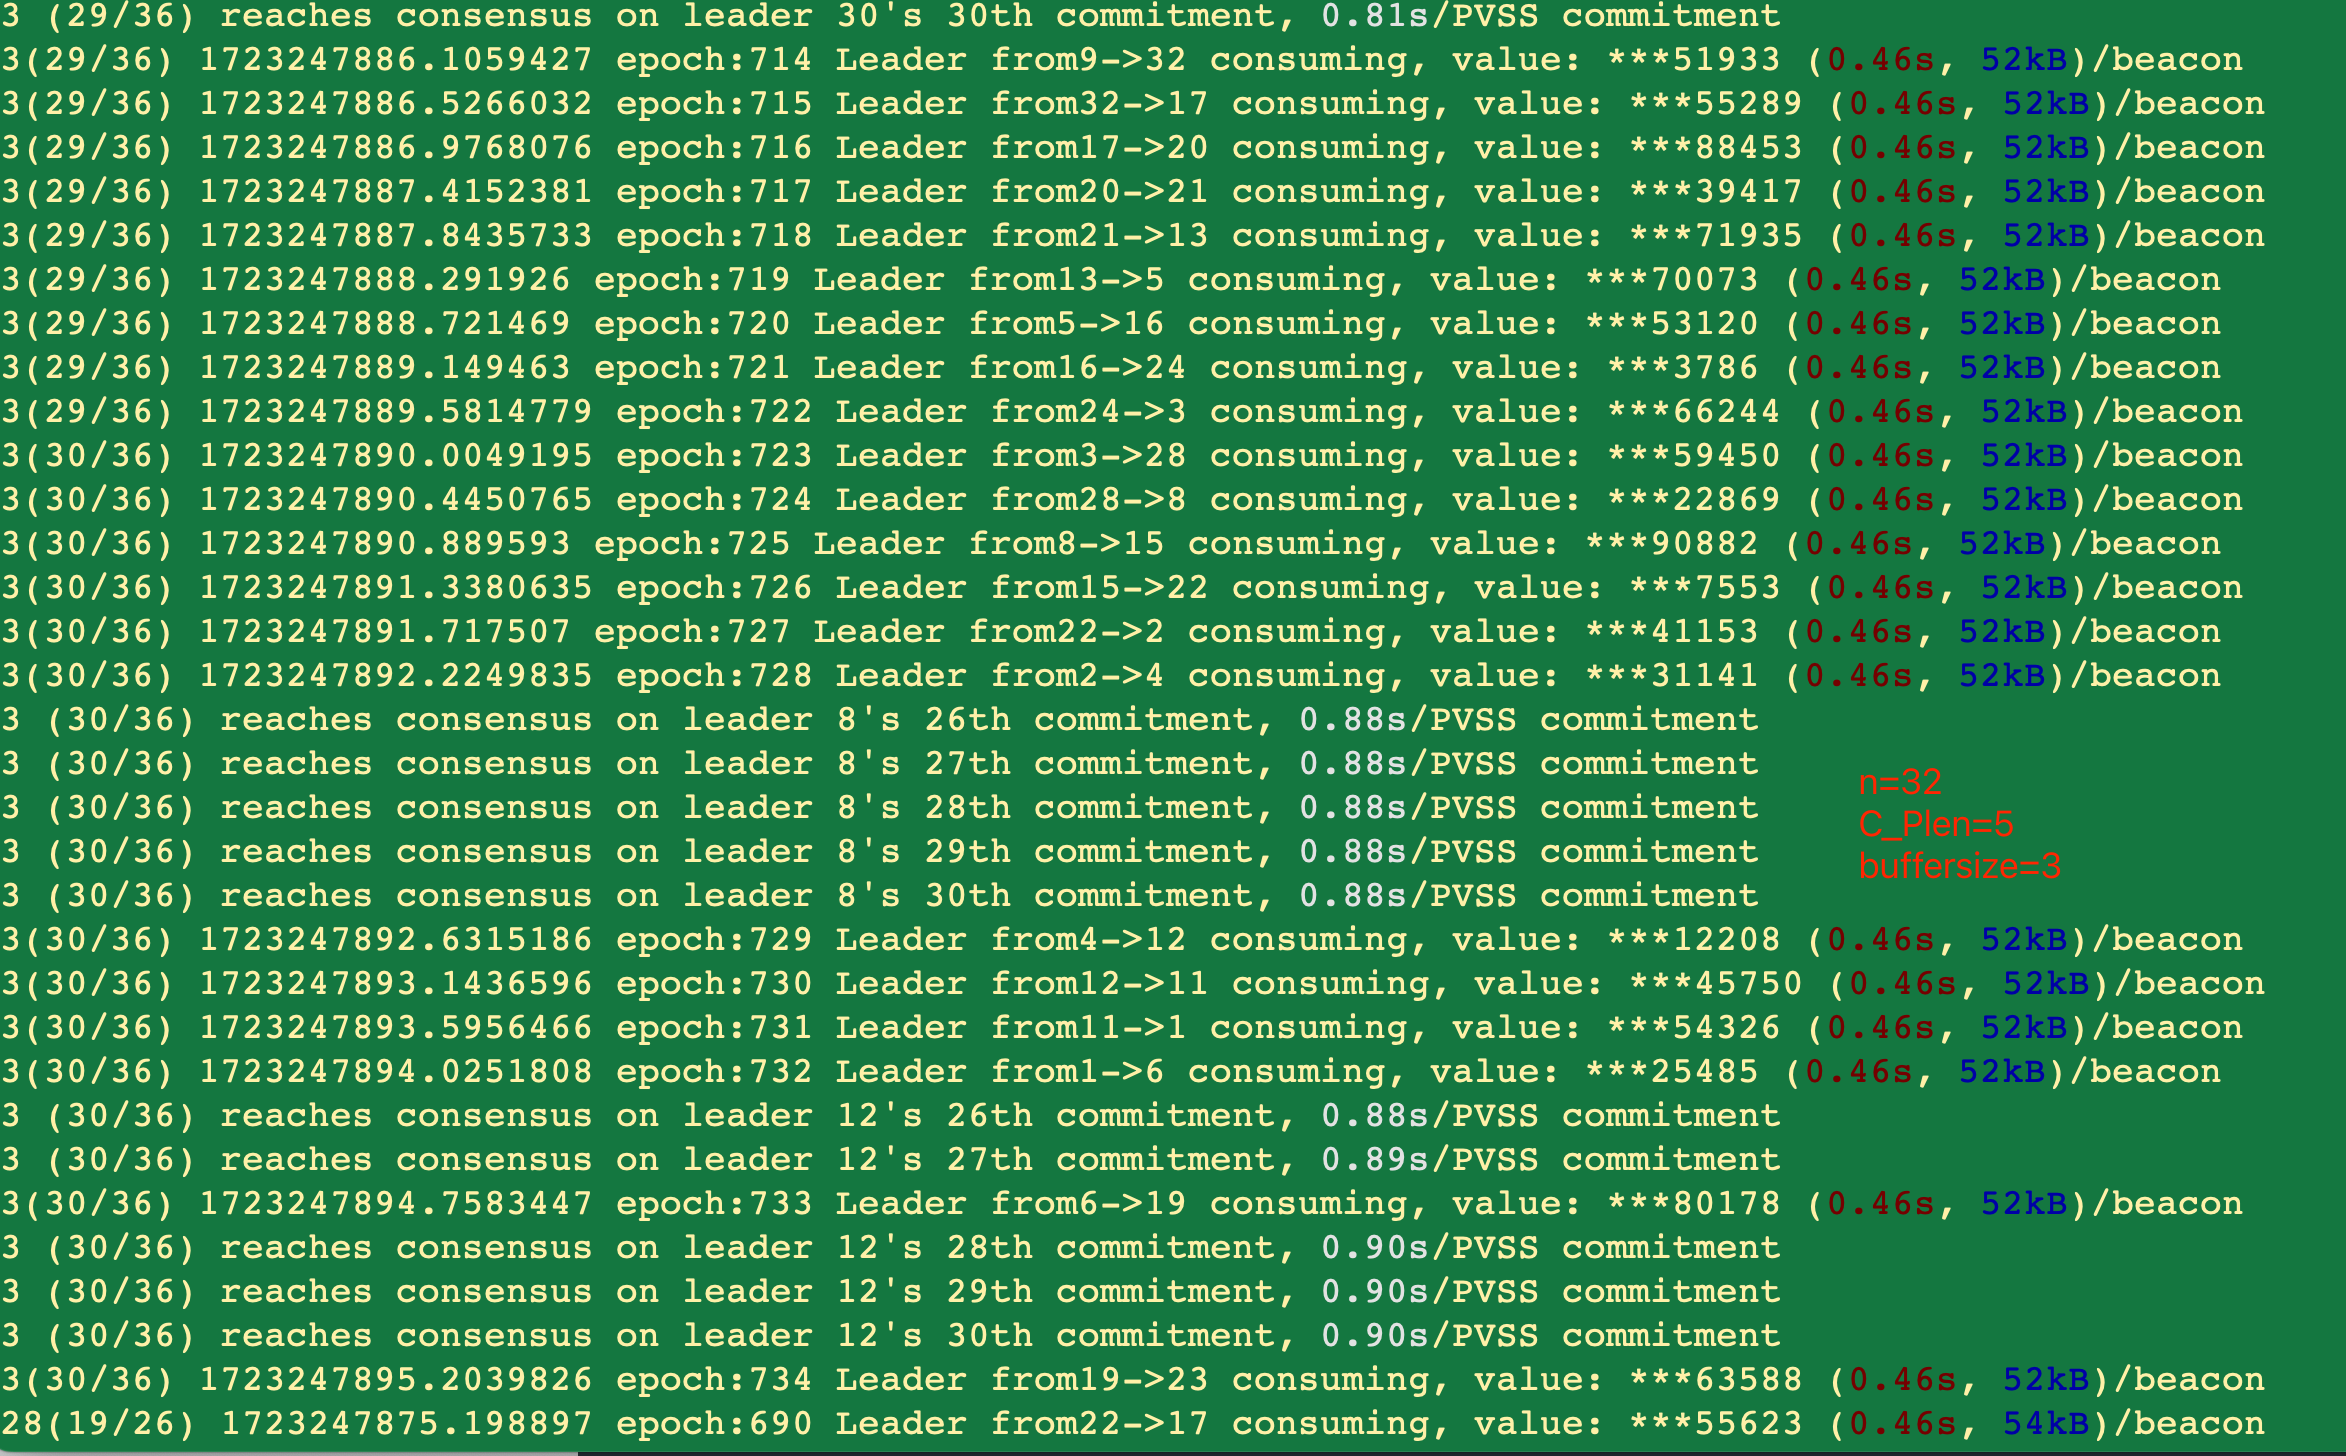 3 (29/36) reaches consensus on leader 30's 30th commitment, 0.81s/PVSS commitment
3(29/36) 1723247886.1059427 epoch:714 Leader from9->32 consuming, value: ***51933 (0.46s, 52kB)/beacon
3(29/36) 1723247886.5266032 epoch:715 Leader from32->17 consuming, value: ***55289 (0.46s, 52kB)/beacon
3(29/36) 1723247886.9768076 epoch:716 Leader from17->20 consuming, value: ***88453 (0.46s, 52kB)/beacon
3(29/36) 1723247887.4152381 epoch:717 Leader from20->21 consuming, value: ***39417 (0.46s, 52kB)/beacon
3(29/36) 1723247887.8435733 epoch:718 Leader from21->13 consuming, value: ***71935 (0.46s, 52kB)/beacon
3(29/36) 1723247888.291926 epoch:719 Leader from13->5 consuming, value: ***70073 (0.46s, 52kB)/beacon
3(29/36) 1723247888.721469 epoch:720 Leader from5->16 consuming, value: ***53120 (0.46s, 52kB)/beacon
3(29/36) 1723247889.149463 epoch:721 Leader from16->24 consuming, value: ***3786 (0.46s, 52kB)/beacon
3(29/36) 1723247889.5814779 epoch:722 Leader from24->3 consuming, value: ***66244 (0.46s, 52kB)/beacon
3(30/36) 1723247890.0049195 epoch:723 Leader from3->28 consuming, value: ***59450 (0.46s, 52kB)/beacon
3(30/36) 1723247890.4450765 epoch:724 Leader from28->8 consuming, value: ***22869 (0.46s, 52kB)/beacon
3(30/36) 1723247890.889593 epoch:725 Leader from8->15 consuming, value: ***90882 (0.46s, 52kB)/beacon
3(30/36) 1723247891.3380635 epoch:726 Leader from15->22 consuming, value: ***7553 (0.46s, 52kB)/beacon
3(30/36) 1723247891.717507 epoch:727 Leader from22->2 consuming, value: ***41153 (0.46s, 52kB)/beacon
3(30/36) 1723247892.2249835 epoch:728 Leader from2->4 consuming, value: ***31141 (0.46s, 52kB)/beacon
3 (30/36) reaches consensus on leader 8's 26th commitment, 0.88s/PVSS commitment
3 (30/36) reaches consensus on leader 8's 27th commitment, 0.88s/PVSS commitment
n=32
3 (30/36) reaches consensus on leader 8's 28th commitment, 0.88s/PVSS commitment
C_Plen=5
3 (30/36) reaches consensus on leader 8's 29th commitment, 0.88s/PVSS commitment
buffersize=3
3 (30/36) reaches consensus on leader 8's 30th commitment, 0.88s/PVSS commitment
3(30/36) 1723247892.6315186 epoch:729 Leader from4->12 consuming, value: ***12208 (0.46s, 52kB)/beacon
3(30/36) 1723247893.1436596 epoch:730 Leader from12->11 consuming, value: ***45750 (0.46s, 52kB)/beacon
3(30/36) 1723247893.5956466 epoch:731 Leader from11->1 consuming, value: ***54326 (0.46s, 52kB)/beacon
3(30/36) 1723247894.0251808 epoch:732 Leader from1->6 consuming, value: ***25485 (0.46s, 52kB)/beacon
3 (30/36) reaches consensus on leader 12's 26th commitment, 0.88s/PVSS commitment
3 (30/36) reaches consensus on leader 12's 27th commitment, 0.89s/PVSS commitment
3(30/36) 1723247894.7583447 epoch:733 Leader from6->19 consuming, value: ***80178 (0.46s, 52kB)/beacon
3 (30/36) reaches consensus on leader 12's 28th commitment, 0.90s/PVSS commitment
3 (30/36) reaches consensus on leader 12's 29th commitment, 0.90s/PVSS commitment
3 (30/36) reaches consensus on leader 12's 30th commitment, 0.90s/PVSS commitment
3(30/36) 1723247895.2039826 epoch:734 Leader from19->23 consuming, value: ***63588 (0.46s, 52kB)/beacon
28(19/26) 1723247875.198897 epoch:690 Leader from22->17 consuming, value: ***55623 (0.46s, 54kB)/beacon